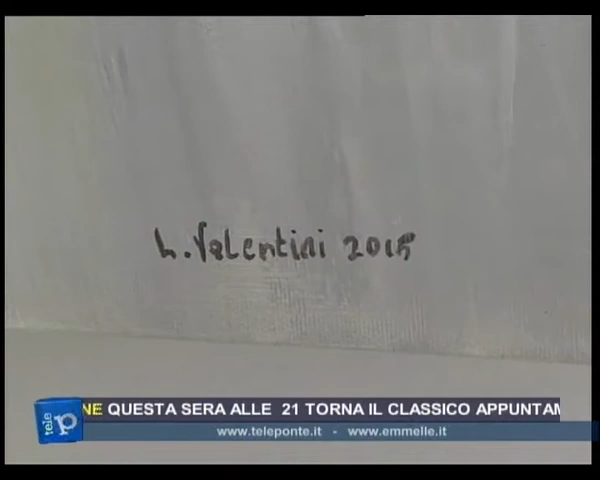 L. Valentini 2015
NE QUESTA SERA ALLE 21 TORNA IL CLASSICO APPUNTAM
tele p
www.teleponte.it - www.emmelle.it